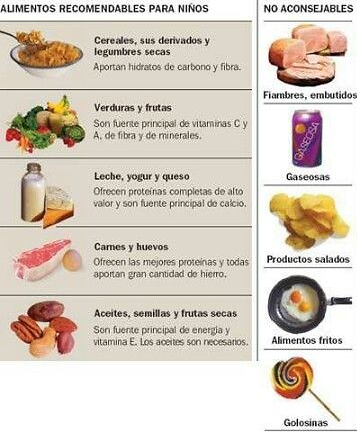 ALIMENTOS RECOMENDABLES PARA NIÑOS
Cereales, sus derivados y
legumbres secas
Aportan hidratos de carbono y fibra.
Verduras y frutas
Son fuente principal de vitaminas C y
A, de fibra y de minerales.
Leche, yogur y queso
Ofrecen proteínas completas de alto
valor y son fuente principal de calcio.
Carnes y huevos
Ofrecen las mejores proteínas y todas
aportan gran cantidad de hierro.
Aceites, semillas y frutas secas
Son fuente principal de energía y
vitamina E. Los aceites son necesarios.
NO ACONSEJABLES
Fiambres, embutidos
GASEOSA
Gaseosas
Productos salados
Alimentos fritos
Golosinas